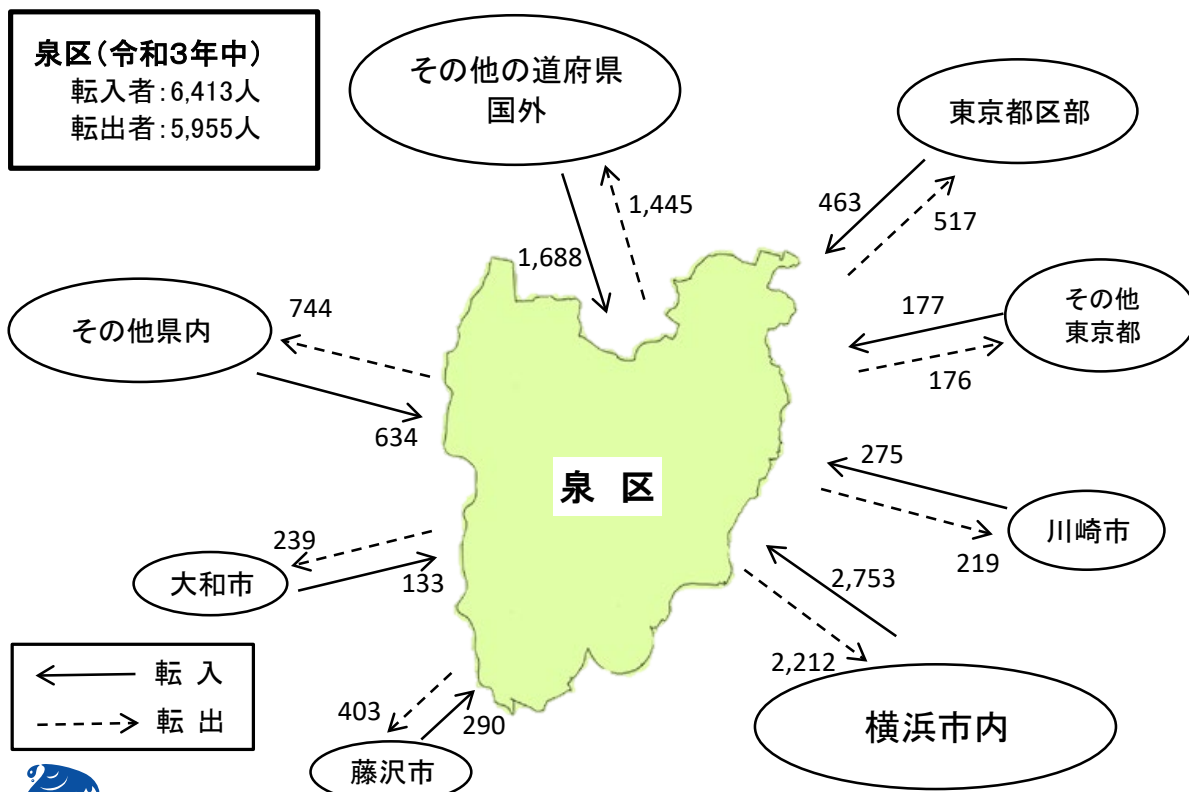 泉区(令和3年中)
転入者:6,413人
転出者:5,955人
その他の道府県
国外
東京都区部
463
517
1,445
1,688
744
その他県内
634
177
その他
東京都
176
泉 区
275
川崎市
219
239
大和市
133
2,753
2,212
横浜市内
転 入
転 出
403
290
藤沢市